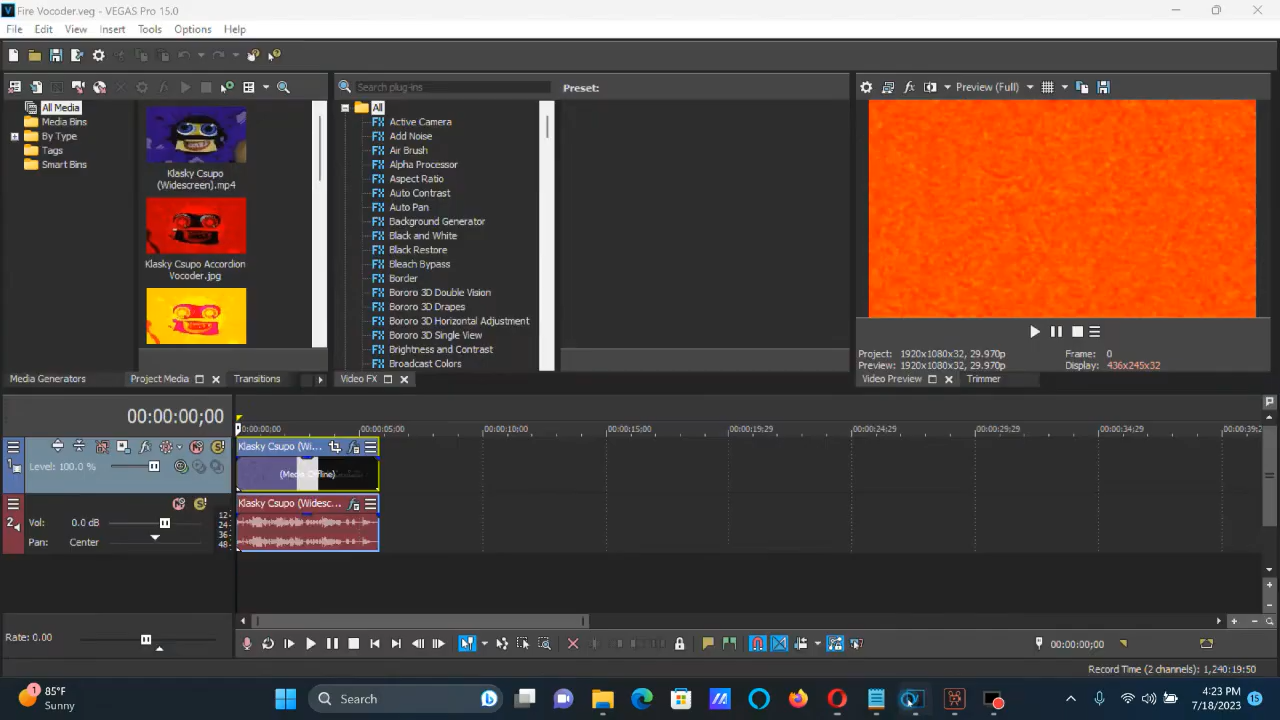 Fire Vocoder.veg - VEGAS Pro 15.0
File Edit View Insert Tools Options Help
Search plug-ins
Preset:
Preview (Full)
All Media
Media Bins
By Type
Tags
Smart Bins
Klasky Csupo
(Widescreen).mp4
Klasky Csupo Accordion
Vocoder.jpg
All
Active Camera
Add Noise
Air Brush
Alpha Processor
Aspect Ratio
Auto Contrast
Auto Pan
Background Generator
Black and White
Black Restore
Bleach Bypass
Border
Bororo 3D Double Vision
Bororo 3D Drapes
Bororo 3D Horizontal Adjustment
Bororo 3D Single View
Brightness and Contrast
Broadcast Colors
Project: 1920x1080x32, 29.970p
Frame: 0
Preview: 1920x1080x32, 29.970p
Display: 436x245x32
Media Generators
Project Media
Transitions
Video FX
Video Preview
Trimmer
00:00:00;00
00:00:00;00
00:00:05;00
00:00:10;00
00:00:15;00
00:00:19;29
00:00:24;29
00:00:29;29
00:00:34;29
00:00:39;2
1
Level: 100.0 %
Klasky Csupo (Wi...
(Media Offline)
2
Vol: 0.0 dB
Pan: Center
12
24
36
48
Klasky Csupo (Widesc...
Rate: 0.00
00:00:00;00
Record Time (2 channels): 1,240:19:50
1
85°F
Sunny
Search
4:23 PM
7/18/2023
15